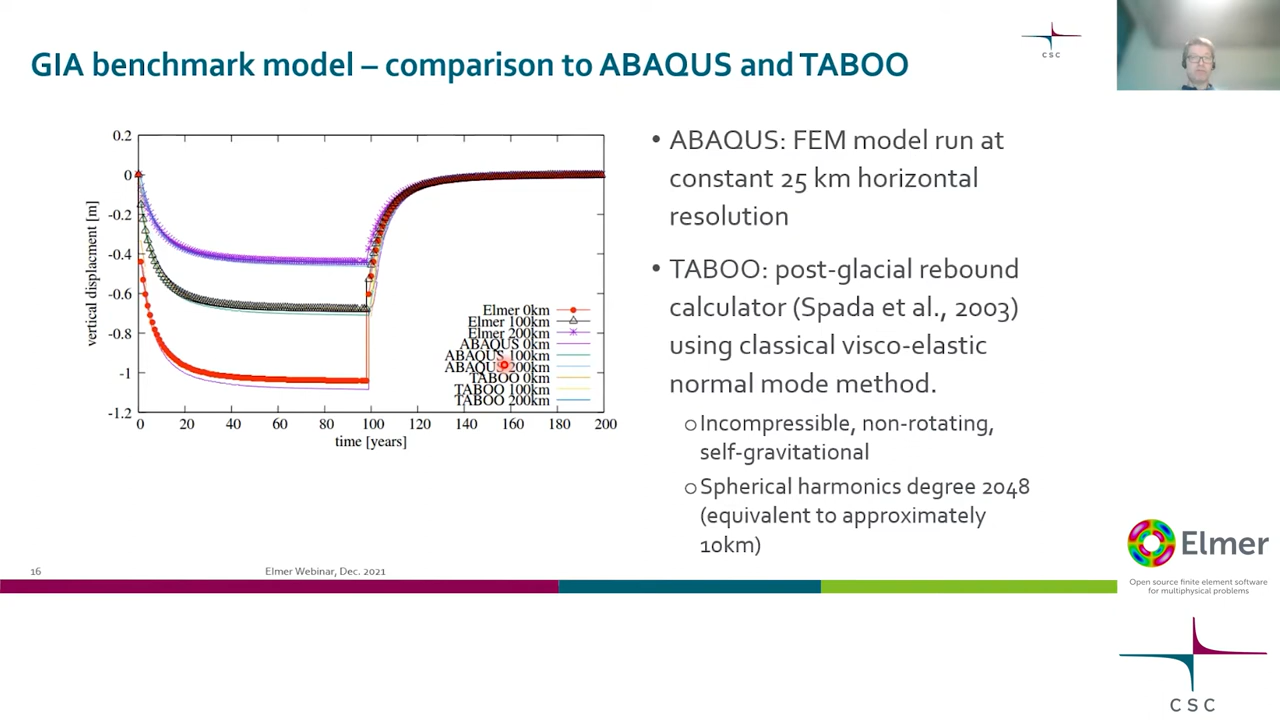 GIA benchmark model – comparison to ABAQUS and TABOO
CSC
0.2
0
-0.2
-0.4
-0.6
-0.8
-1
-1.2
vertical displacment [m]
0 20 40 60 80 100 120 140 160 180 200
time [years]
Elmer 0km
Elmer 100km
Elmer 200km
ABAQUS 0km
ABAQUS 100km
ABAQUS 200km
TABOO 0km
TABOO 100km
TABOO 200km
• ABAQUS: FEM model run at
constant 25 km horizontal
resolution
• TABOO: post-glacial rebound
calculator (Spada et al., 2003)
using classical visco-elastic
normal mode method.
o Incompressible, non-rotating,
self-gravitational
o Spherical harmonics degree 2048
(equivalent to approximately
10km)
16
Elmer Webinar, Dec. 2021
Elmer
Open source finite element software
for multiphysical problems
CSC